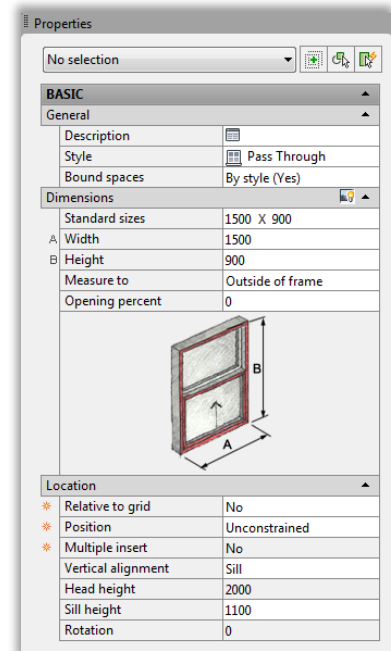 Properties
No selection
BASIC
General
Description
Style Pass Through
Bound spaces By style (Yes)
Dimensions
Standard sizes 1500 X 900
A Width 1500
B Height 900
Measure to Outside of frame
Opening percent 0
B
A
Location
Relative to grid No
Position Unconstrained
Multiple insert No
Vertical alignment Sill
Head height 2000
Sill height 1100
Rotation 0